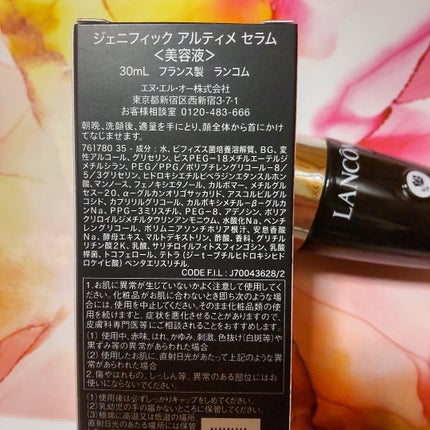 ジェニフィック アルティメ セラム
＜美容液＞
30mL フランス製 ランコム
エヌ・エル・オー株式会社
東京都新宿区西新宿3-7-1
お客様相談室 0120-483-666
朝晩、洗顔後、適量を手にとり、顔全体から首にかけ
てなじませます。
761780 35 - 成分：水、ビフィズス菌培養溶解質、BG、変
性アルコール、グリセリン、ビスPEG-18メチルエーテルジ
メチルシラン、PEG/PPG/ポリブチレングリコール-8/
5/3グリセリン、ヒドロキシエチルピペラジンエタンスルホン
酸、マンノース、フェノキシエタノール、カルボマー、メチルグル
セス-20、α-グルカンオリゴサッカリド、アスコルビルグルコ
シド、カプリリルグリコール、カルボキシメチルβ-グルカ
ンNa、PPG-3ミリスチル、PEG-8、アデノシン、ポリア
クリロイルジメチルタウリンアンモニウム、水酸化Na、ベンチ
レングリコール、ポリムニアソンチホリア根汁、安息香酸
Na、酵母エキス、マルトデキストリン、酢酸、香料、グリチル
リチン酸2K、乳酸、サリチロイルフィトスフィンゴシン、乳酸
桿菌、トコフェロール、テトラ（ジーtーブチルヒドロキシヒド
ロケイヒ酸）ペンタエリスリチル
CODE F.I.L : J70043628/2
1.お肌に異常が生じていないかよく注意して使用して
ください。化粧品がお肌に合わないとき即ち次のような場
合には、使用を中止してください。そのまま化粧品類の使
用を続けますと、症状を悪化させることがありますので、
皮膚科専門医等にご相談されることをおすすめします。
（1）使用中、赤味、はれ、かゆみ、刺激、色抜け（白斑等）や
黒ずみ等の異常があらわれた場合
（2）使用したお肌に、直射日光があたって上記のような異
常があらわれた場合
2.傷やはれもの、しっしん等、異常のある部位には
お使いにならないでください。
（1）使用後は必ずしっかりキャップをしめてください。
（2）乳幼児の手の届かないところに保管してください。
（3）極端に高温又は低温の場所、
直射日光のあたる場所には保管
LANCÔ